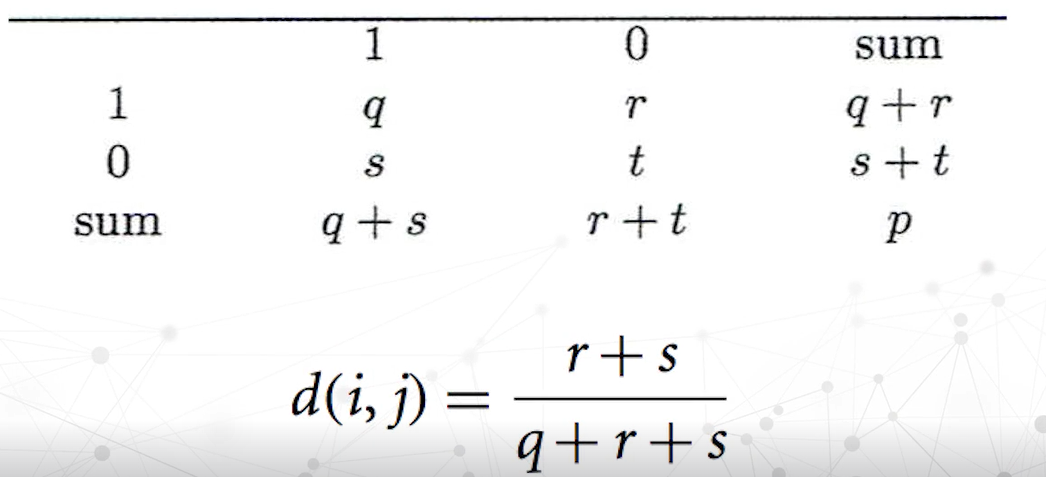 1 0 sum
1 q r q + r
0 s t s + t
sum q + s r + t p
d(i, j) = r + s / q + r + s